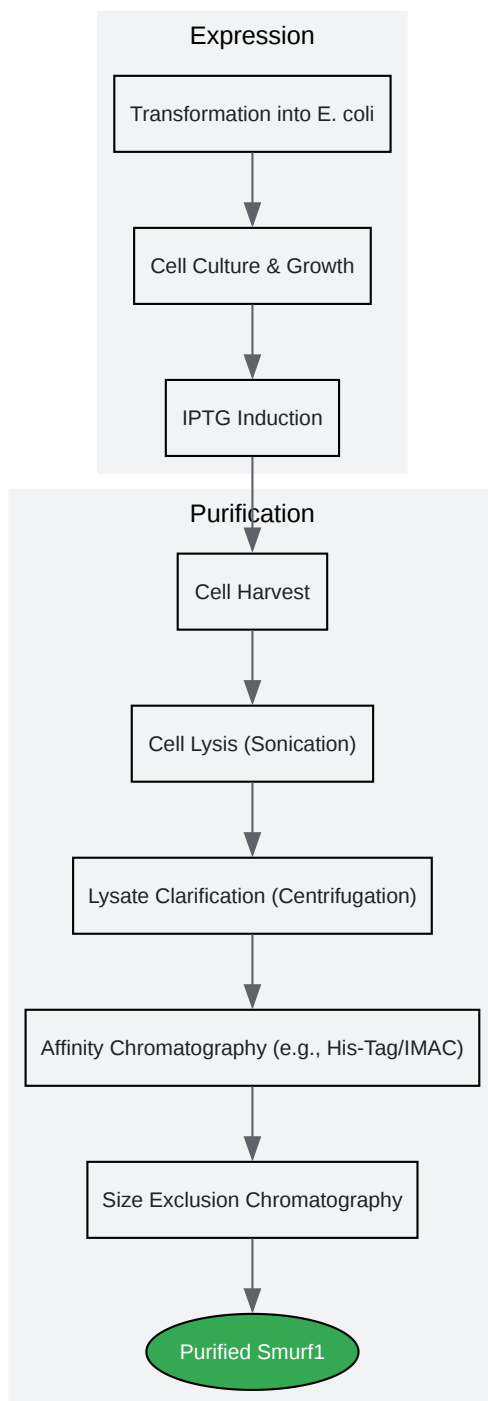 Expression
Transformation into E. coli
Cell Culture & Growth
IPTG Induction
Purification
Cell Harvest
Cell Lysis (Sonication)
Lysate Clarification (Centrifugation)
Affinity Chromatography (e.g., His-Tag/IMAC)
Size Exclusion Chromatography
Purified Smurf1